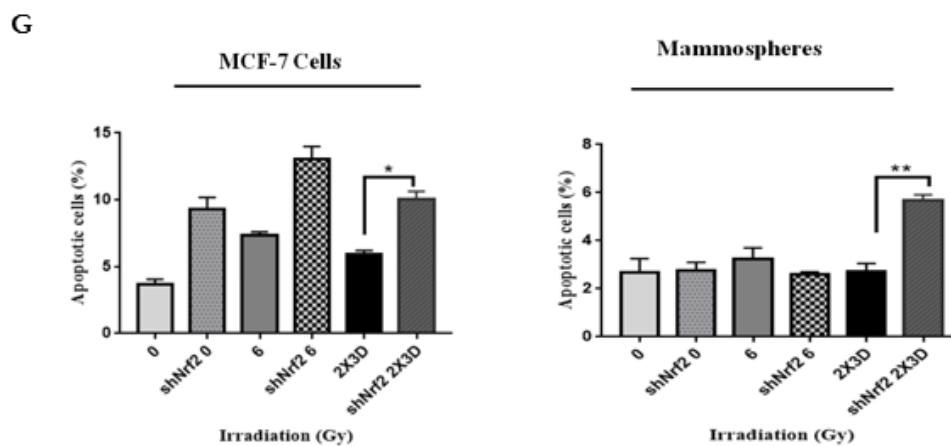 G
MCF-7 Cells
Apoptotic cells (%)
15
10
5
0
*
0
shNrf2 0
6
shNrf2 6
2X3D
shNrf2 2X3D
Irradiation (Gy)
Mammospheres
Apoptotic cells (%)
8
6
4
2
0
**
0
shNrf2 0
6
shNrf2 6
2X3D
shNrf2 2X3D
Irradiation (Gy)